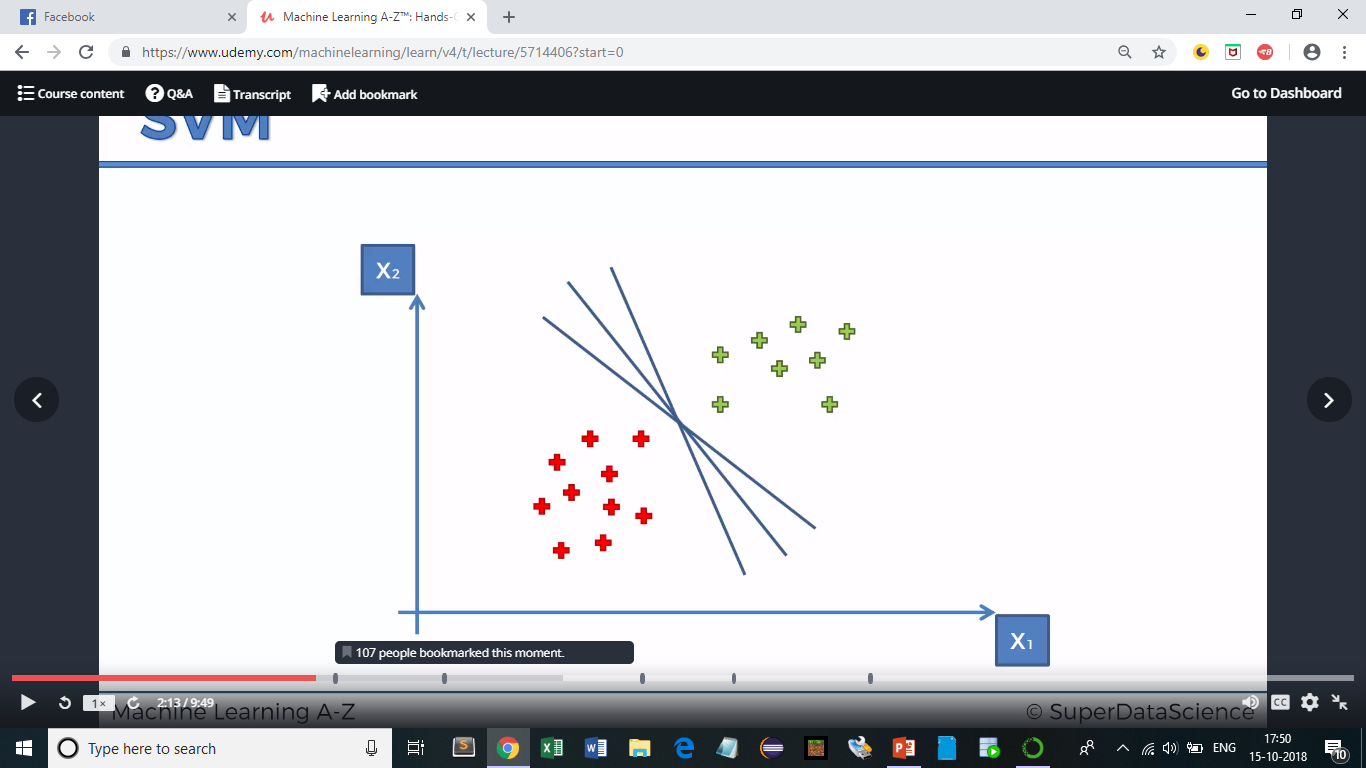 Facebook
Machine Learning A-Z™: Hands-O
https://www.udemy.com/machinelearning/learn/v4/t/lecture/5714406?start=0
Course content
Q&A
Transcript
Add bookmark
Go to Dashboard
SVM
X2
X1
107 people bookmarked this moment.
1×
2:13 / 9:49
CC
Machine Learning A-Z
© SuperDataScience
Type here to search
ENG
17:50
15-10-2018
10